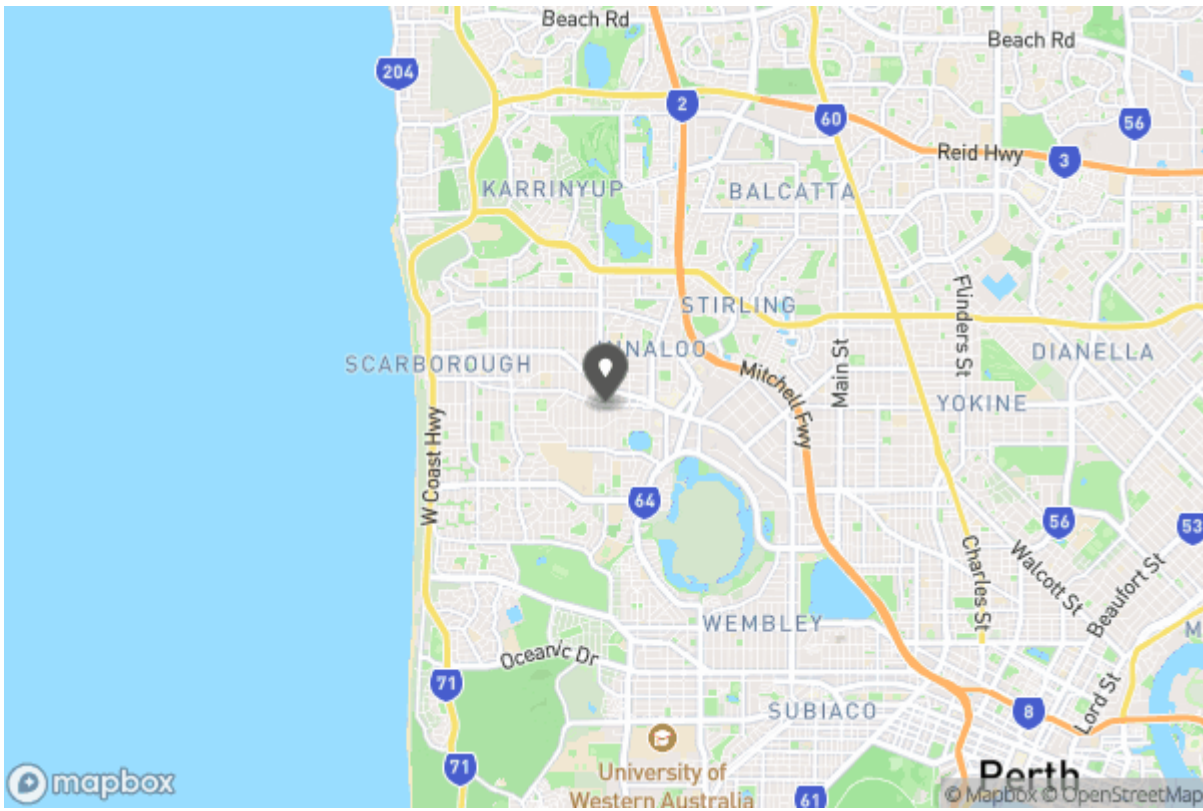 Beach Rd
Beach Rd
204
2
60
56
Reid Hwy
3
KARRINYUP
BALCATTA
STIRLING
Flinders St
SCARBOROUGH
NNALOO
Main St
DIANELLA
Mitchell Fwy
YOKINE
W Coast Hwy
64
56
53
Charles St
Walcott St
Beaufort St
WEMBLEY
M
Oceanic Dr
71
SUBIACO
8
Lord St
71
University of
Western Australia
61
Perth
mapbox
© Mapbox © OpenStreetMap